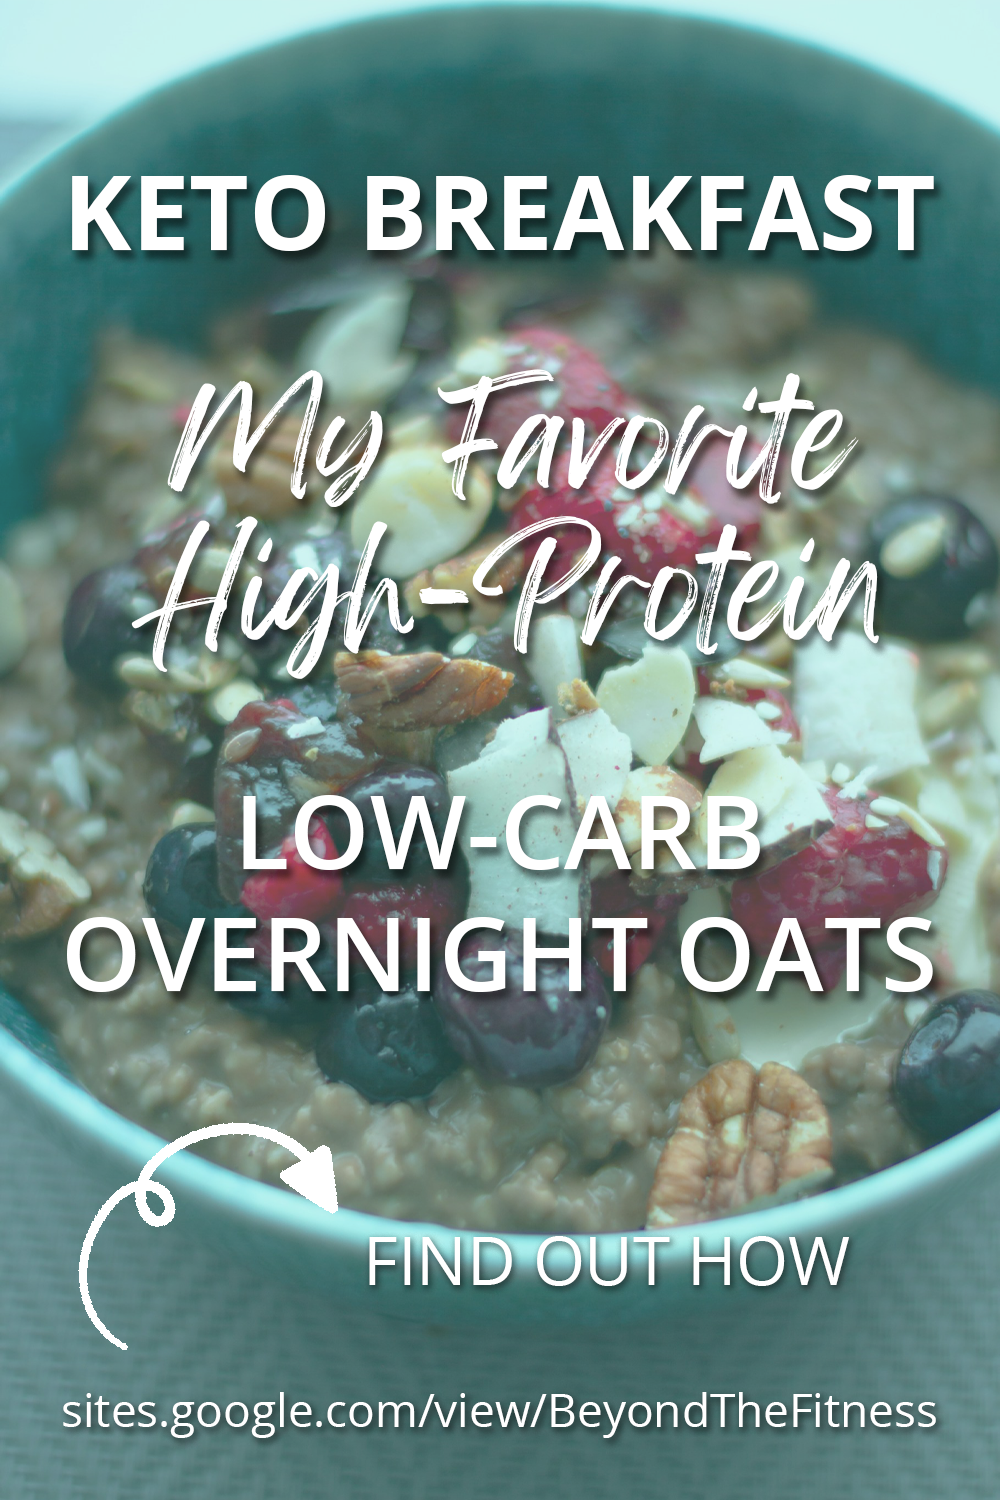 KETO BREAKFAST
My Favorite
High-Protein
LOW-CARB
OVERNIGHT OATS
FIND OUT HOW
sites.google.com/view/BeyondTheFitness